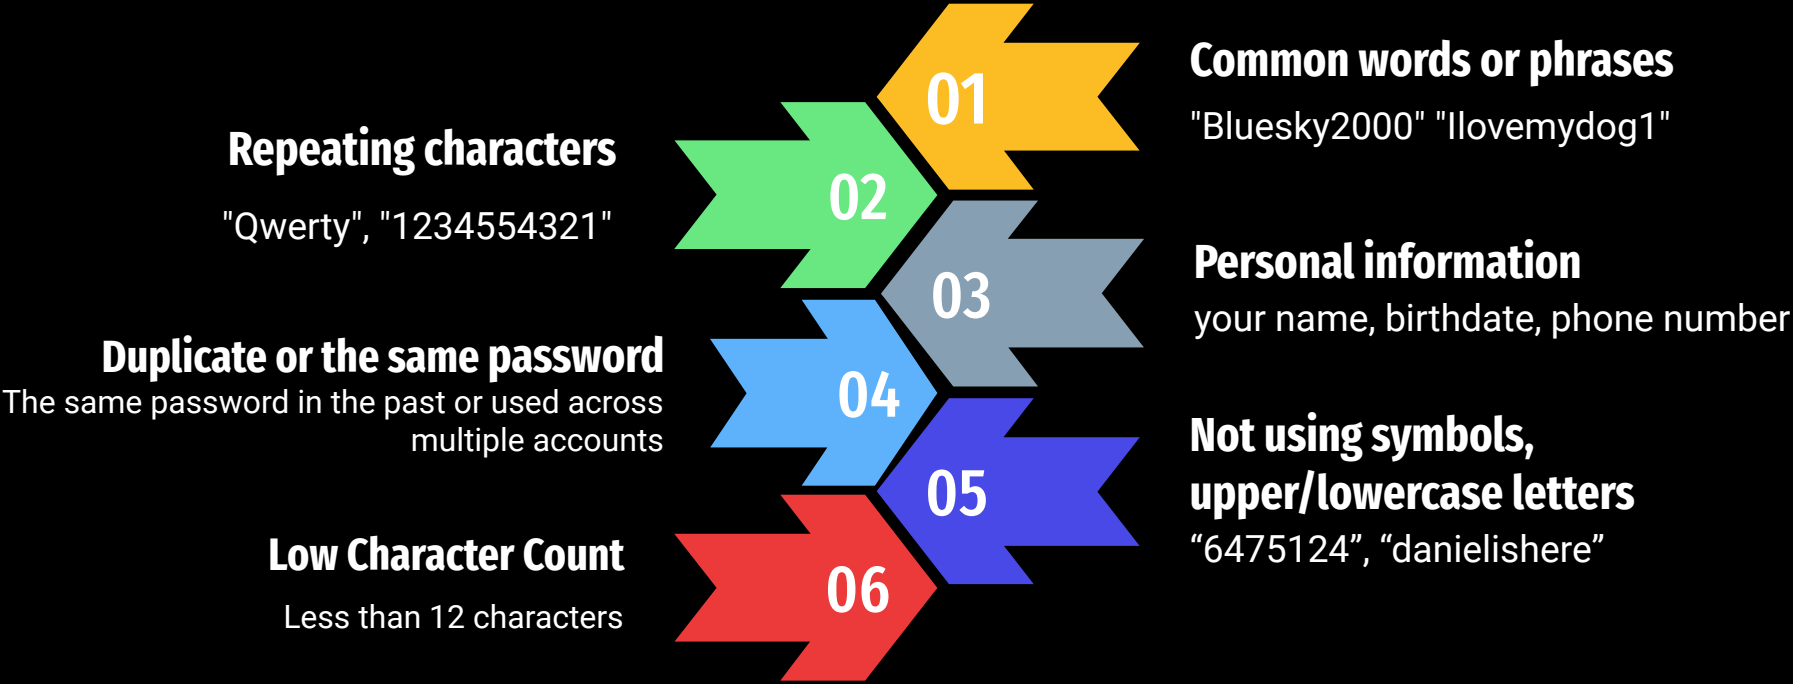 01
Common words or phrases
"Bluesky2000" "Ilovemydog1"
02
Repeating characters
"Qwerty", "1234554321"
03
Personal information
your name, birthdate, phone number
04
Duplicate or the same password
The same password in the past or used across
multiple accounts
05
Not using symbols,
upper/lowercase letters
“6475124”, “danielishere”
06
Low Character Count
Less than 12 characters